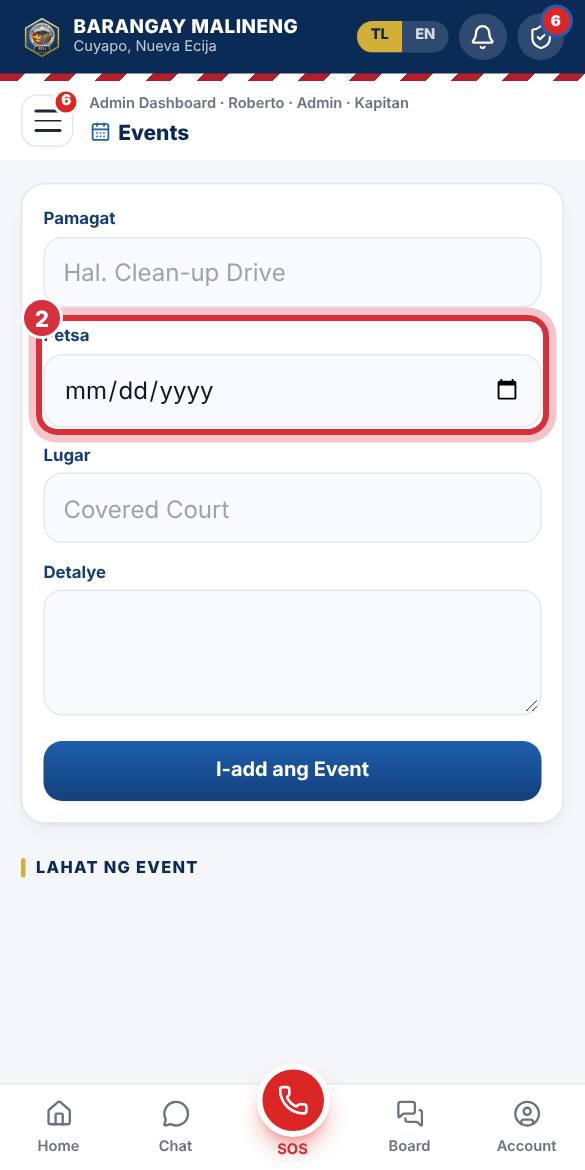 BARANGAY MALINENG
Cuyapo, Nueva Ecija
TL EN
6
6
Admin Dashboard · Roberto · Admin · Kapitan
Events
Pamagat
Hal. Clean-up Drive
2
etsa
mm/dd/yyyy
Lugar
Covered Court
Detalye
I-add ang Event
LAHAT NG EVENT
Home
Chat
SOS
Board
Account